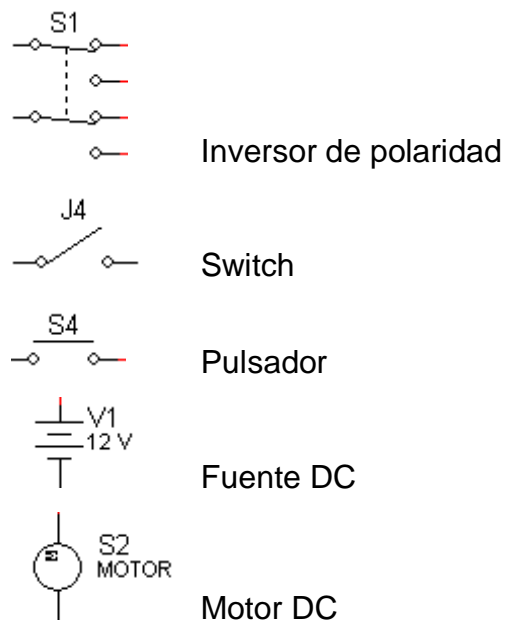 S1
Inversor de polaridad
J4
Switch
S4
Pulsador
V1
12 V
Fuente DC
S2
MOTOR
Motor DC